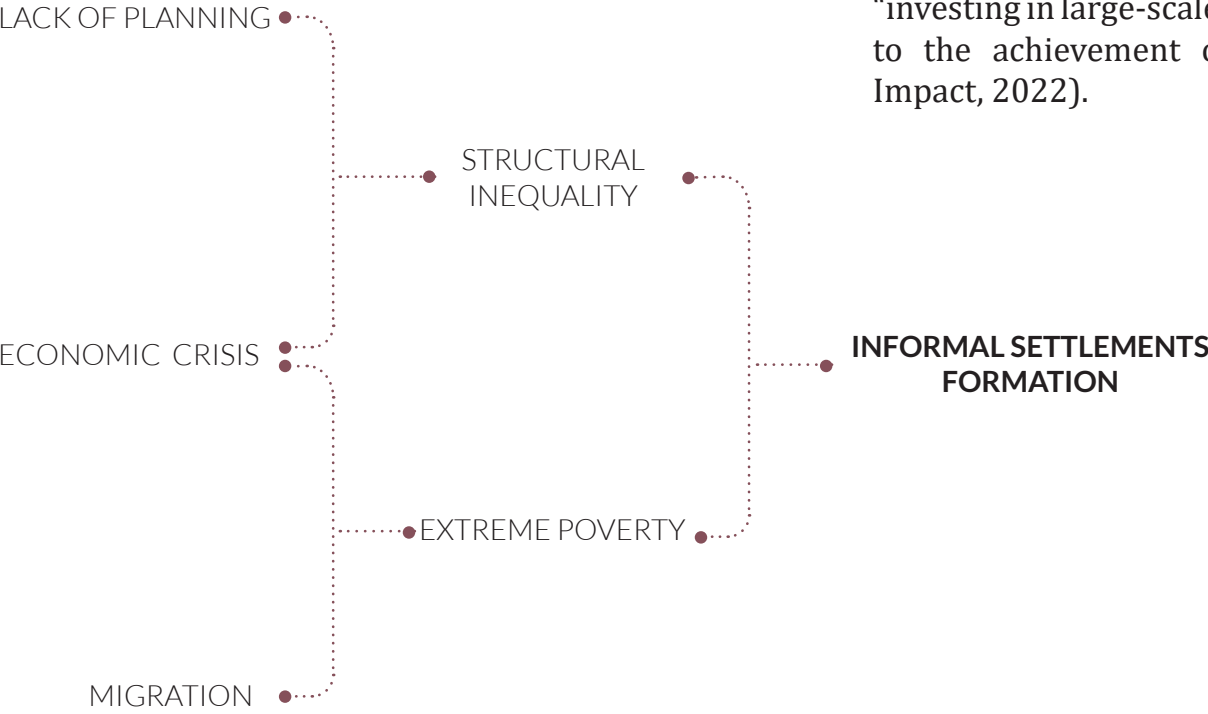 LACK OF PLANNING
"investing in large-scale
to the achievement
Impact, 2022).
STRUCTURAL
INEQUALITY
ECONOMIC CRISIS
INFORMAL SETTLEMENTS
FORMATION
EXTREME POVERTY
MIGRATION